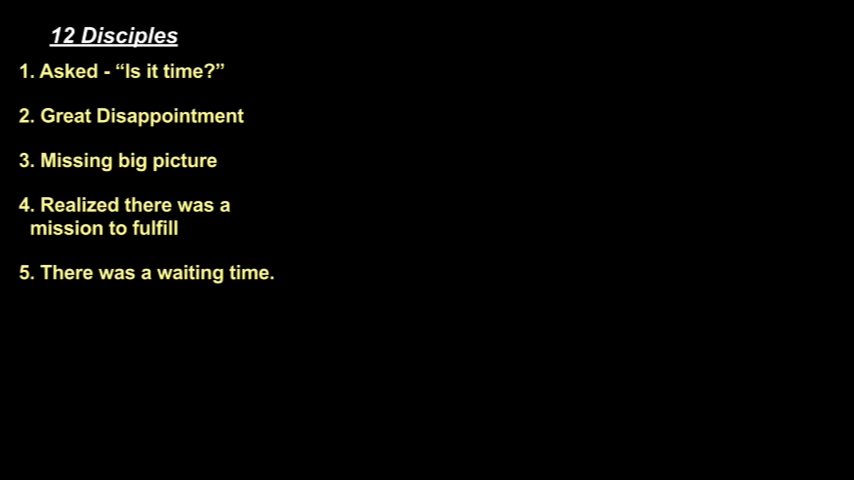 12 Disciples
1. Asked - “Is it time?”
2. Great Disappointment
3. Missing big picture
4. Realized there was a
mission to fulfill
5. There was a waiting time.